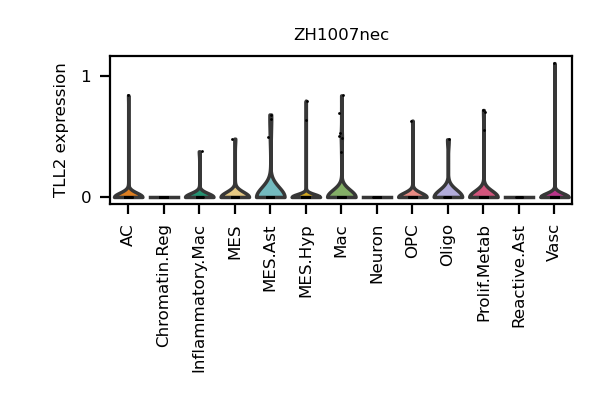 ZH1007nec
TLL2 expression
1
0
AC
Chromatin.Reg
Inflammatory.Mac
MES
MES.Ast
MES.Hyp
Mac
Neuron
OPC
Oligo
Prolif.Metab
Reactive.Ast
Vasc